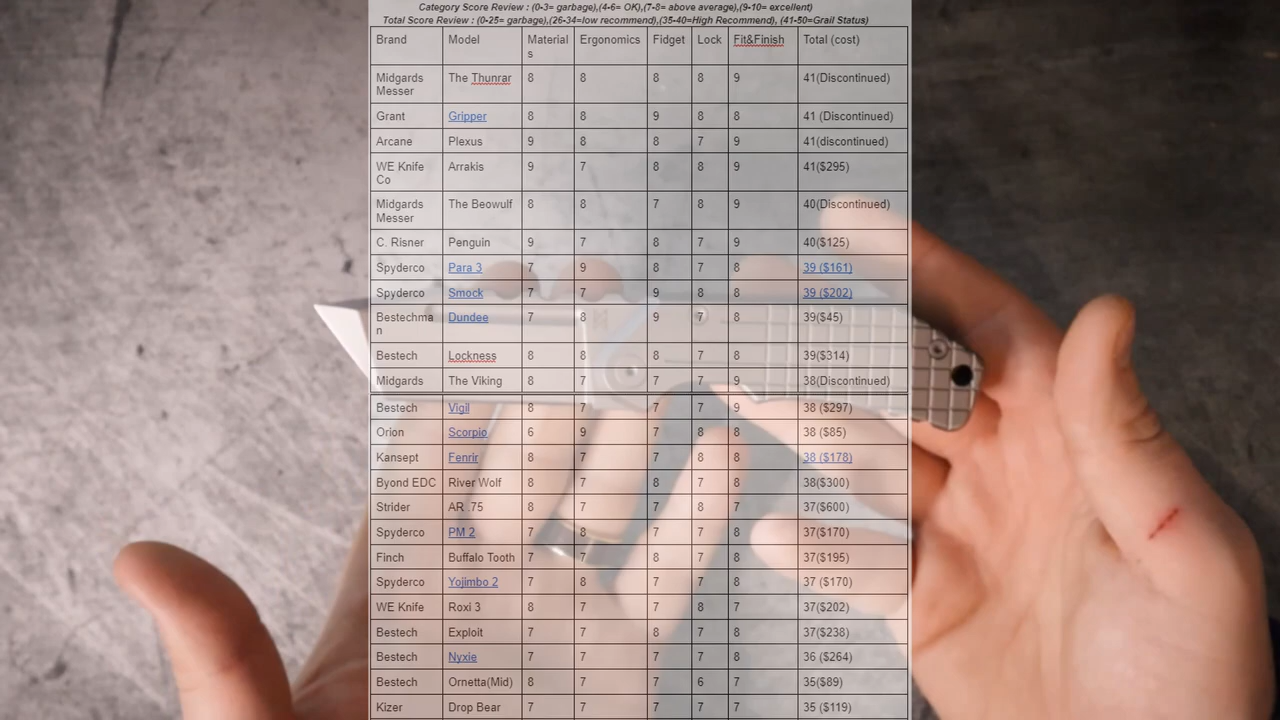 Category Score Review : (0-3= garbage),(4-6= OK),(7-8= above average),(9-10= excellent)
Total Score Review : (0-25= garbage),(26-34=low recommend),(35-40=High Recommend), (41-50=Grail Status)
Brand Model Materials Ergonomics Fidget Lock Fit&Finish Total (cost)
Midgards Messer The Thunrar 8 8 8 8 9 41(Discontinued)
Grant Gripper 8 8 9 8 8 41 (Discontinued)
Arcane Plexus 9 8 8 7 9 41(discontinued)
WE Knife Co Arrakis 9 7 8 8 9 41($295)
Midgards Messer The Beowulf 8 8 7 8 9 40(Discontinued)
C. Risner Penguin 9 7 8 7 9 40($125)
Spyderco Para 3 7 9 8 7 8 39 ($161)
Spyderco Smock 7 7 9 8 8 39 ($202)
Bestechman Dundee 7 8 9 7 8 39($45)
Bestech Lockness 8 8 8 7 8 39($314)
Midgards The Viking 8 7 7 7 9 38(Discontinued)
Bestech Vigil 8 7 7 7 9 38 ($297)
Orion Scorpio 6 9 7 8 8 38 ($85)
Kansept Fenrir 8 7 7 8 8 38 ($178)
Byond EDC River Wolf 8 7 8 7 8 38($300)
Strider AR .75 8 7 7 8 7 37($600)
Spyderco PM 2 7 8 7 7 8 37($170)
Finch Buffalo Tooth 7 7 8 7 8 37($195)
Spyderco Yojimbo 2 7 8 7 7 8 37 ($170)
WE Knife Roxi 3 8 7 7 8 7 37($202)
Bestech Exploit 7 7 8 7 8 37($238)
Bestech Nyxie 7 7 7 7 8 36 ($264)
Bestech Ornetta(Mid) 8 7 7 6 7 35($89)
Kizer Drop Bear 7 7 7 7 7 35 ($119)